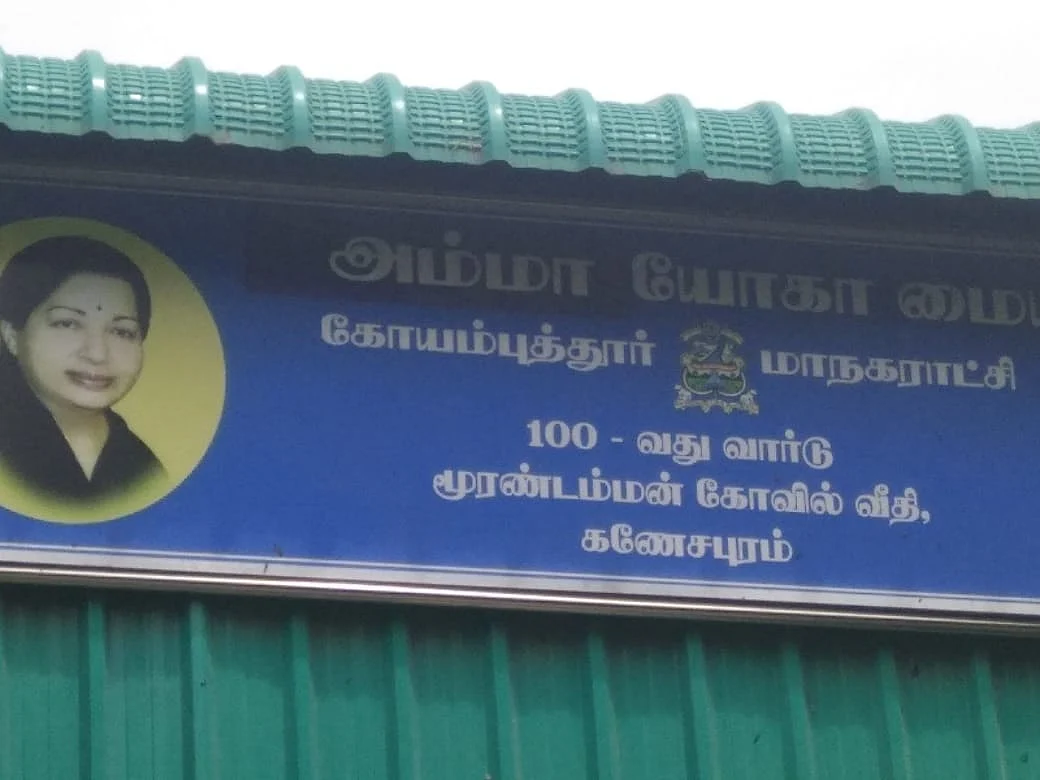 அம்மா யோகா மைய
கோயம்புத்தூர் மாநகராட்சி
100 - வது வார்டு
மூரண்டம்மன் கோவில் வீதி,
கணேசபுரம்